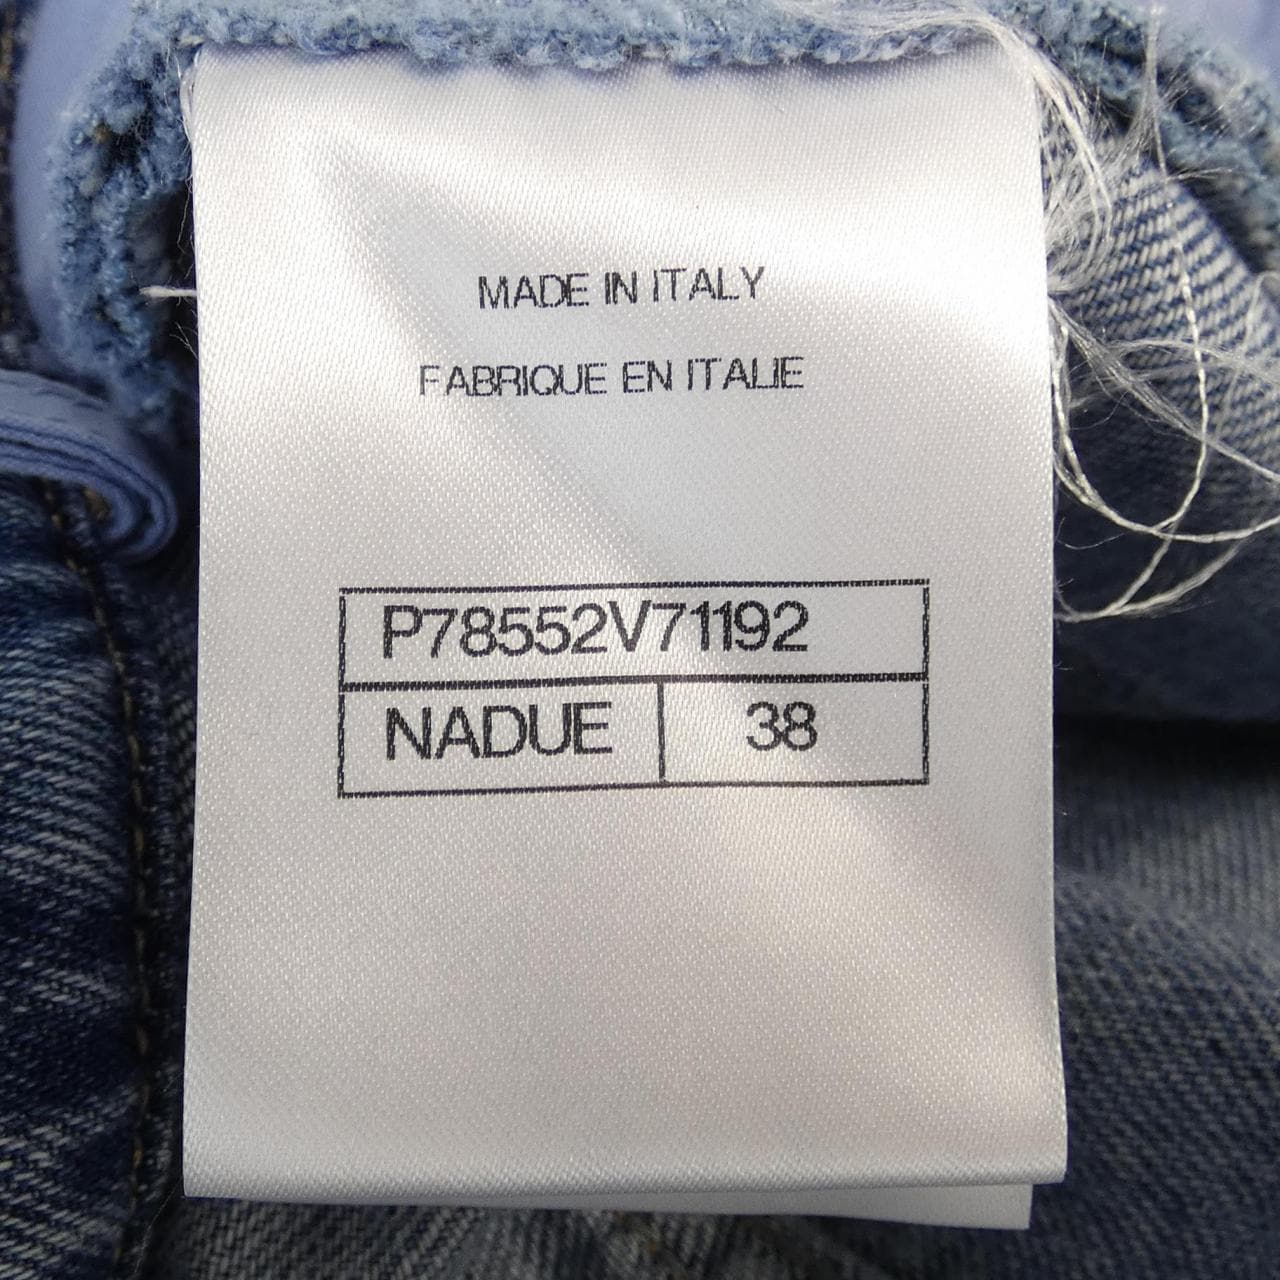 MADE IN ITALY
FABRIQUE EN ITALIE
P78552V71192
NADUE 38